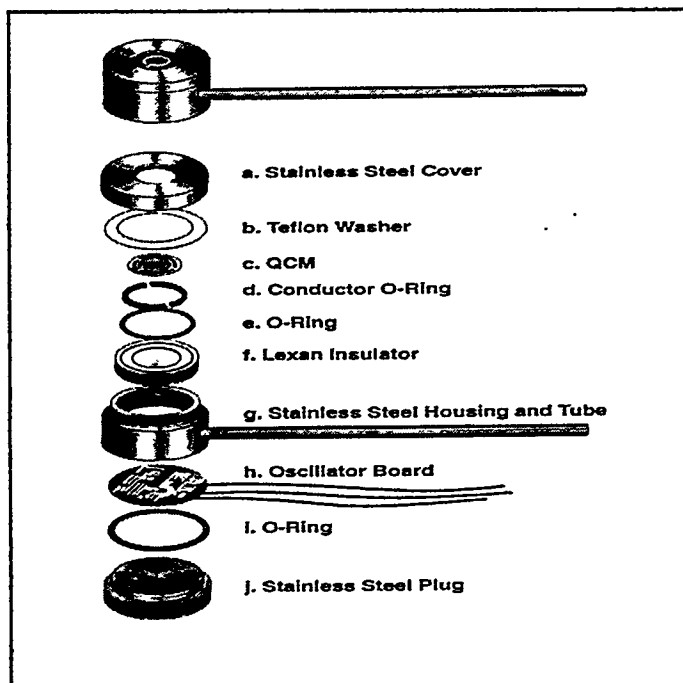 a. Stainless Steel Cover
b. Teflon Washer
c. QCM
d. Conductor O-Ring
e. O-Ring
f. Lexan Insulator
g. Stainless Steel Housing and Tube
h. Oscillator Board
i. O-Ring
j. Stainless Steel Plug